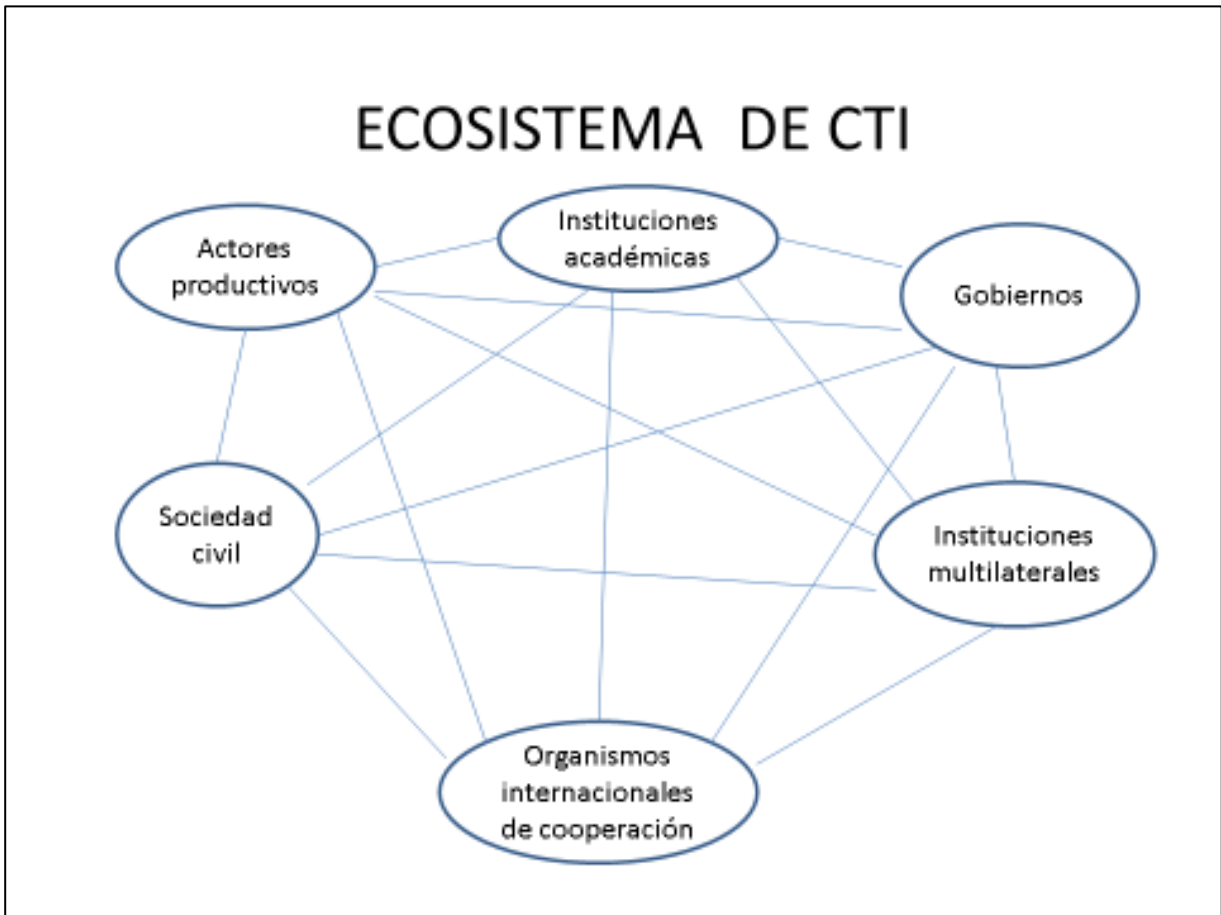 ECOSISTEMA DE CTI
Instituciones
académicas
Actores
productivos
Gobiernos
Sociedad
civil
Instituciones
multilaterales
Organismos
internacionales
de cooperación